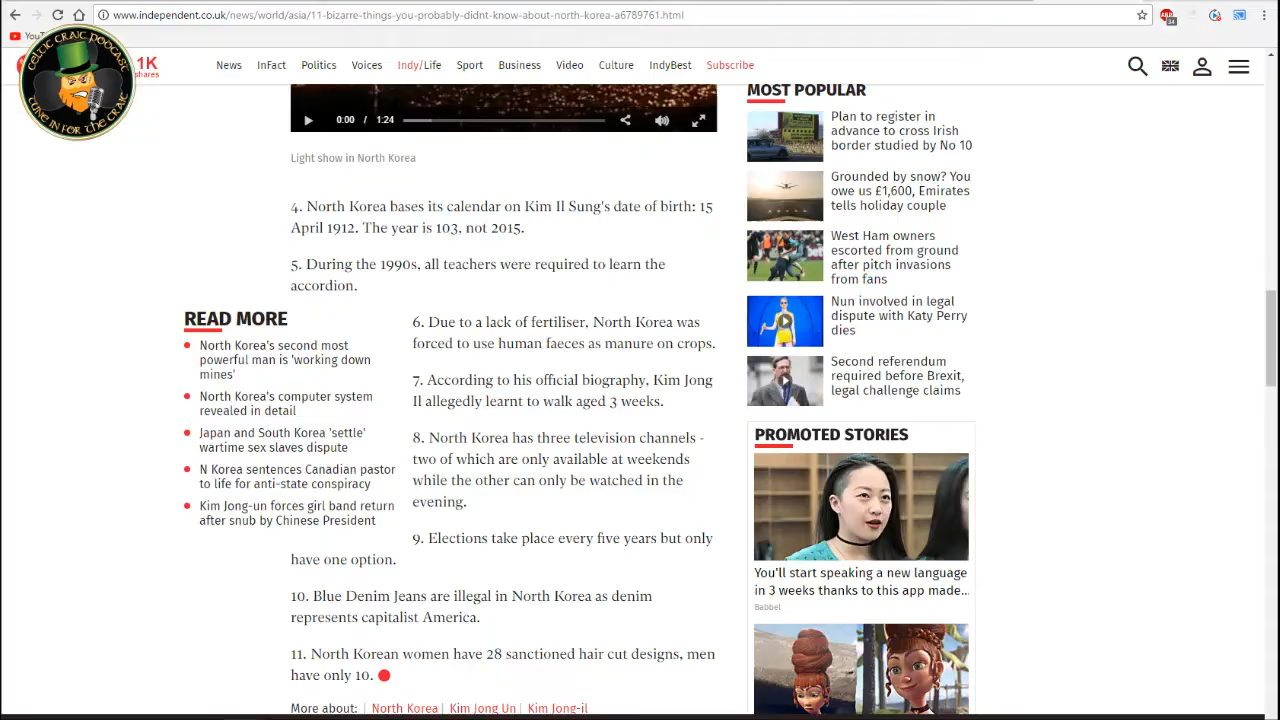 www.independent.co.uk/news/world/asia/11-bizarre-things-you-probably-didnt-know-about-north-korea-a6789761.html
CELTIC CRAIC PODCAST
TUNE IN FOR THE CRAIC
1K
shares
News
InFact
Politics
Voices
Indy/Life
Sport
Business
Video
Culture
IndyBest
Subscribe
0:00 / 1:24
Light show in North Korea
4. North Korea bases its calendar on Kim Il Sung's date of birth: 15
April 1912. The year is 103, not 2015.
5. During the 1990s, all teachers were required to learn the
accordion.
READ MORE
North Korea's second most
powerful man is 'working down
mines'
North Korea's computer system
revealed in detail
Japan and South Korea 'settle'
wartime sex slaves dispute
N Korea sentences Canadian pastor
to life for anti-state conspiracy
Kim Jong-un forces girl band return
after snub by Chinese President
6. Due to a lack of fertiliser, North Korea was
forced to use human faeces as manure on crops.
7. According to his official biography, Kim Jong
Il allegedly learnt to walk aged 3 weeks.
8. North Korea has three television channels -
two of which are only available at weekends
while the other can only be watched in the
evening.
9. Elections take place every five years but only
have one option.
10. Blue Denim Jeans are illegal in North Korea as denim
represents capitalist America.
11. North Korean women have 28 sanctioned hair cut designs, men
have only 10.
More about: North Korea Kim Jong Un Kim Jong-il
MOST POPULAR
Plan to register in
advance to cross Irish
border studied by No 10
Grounded by snow? You
owe us £1,600, Emirates
tells holiday couple
West Ham owners
escorted from ground
after pitch invasions
from fans
Nun involved in legal
dispute with Katy Perry
dies
Second referendum
required before Brexit,
legal challenge claims
PROMOTED STORIES
You'll start speaking a new language
in 3 weeks thanks to this app made...
Babbel